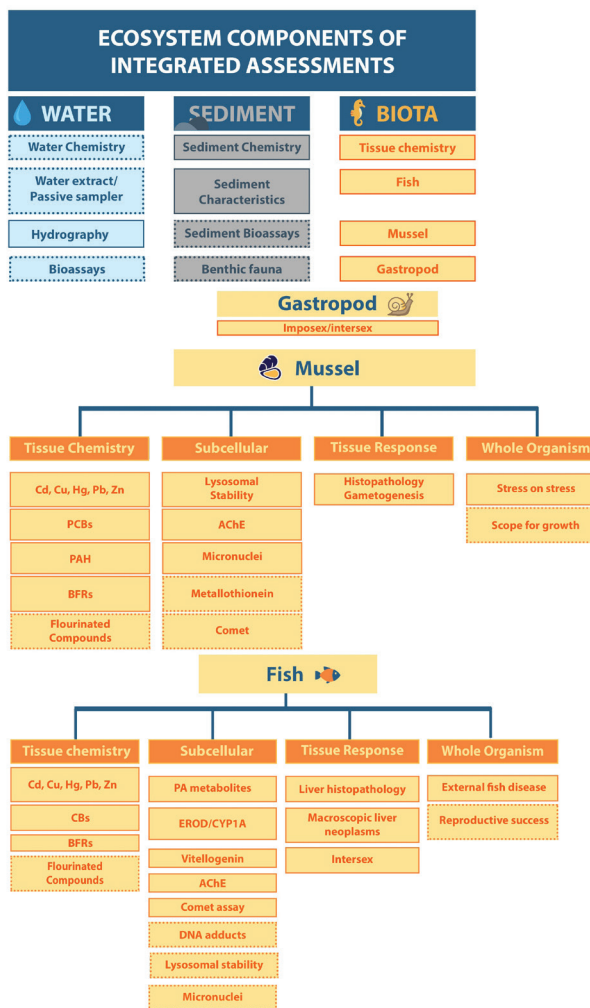 ECOSYSTEM COMPONENTS OF
INTEGRATED ASSESSMENTS
WATER
SEDIMENT
BIOTA
Water Chemistry
Sediment Chemistry
Tissue chemistry
Water extract/
Passive sampler
Sediment
Characteristics
Fish
Hydrography
Sediment Bioassays
Mussel
Bioassays
Benthic fauna
Gastropod
Gastropod
Imposex/intersex
Mussel
Tissue Chemistry
Subcellular
Tissue Response
Whole Organism
Cd, Cu, Hg, Pb, Zn
PCBs
PAH
BFRs
Flourinated
Compounds
Lysosomal
Stability
AChE
Micronuclei
Metallothionein
Comet
Histopathology
Gametogenesis
Stress on stress
Scope for growth
Fish
Tissue chemistry
Subcellular
Tissue Response
Whole Organism
Cd, Cu, Hg, Pb, Zn
CBs
BFRs
Flourinated
Compounds
PA metabolites
EROD/CYP1A
Vitellogenin
AChE
Comet assay
DNA adducts
Lysosomal stability
Micronuclei
Liver histopathology
Macroscopic liver
neoplasms
Intersex
External fish disease
Reproductive success